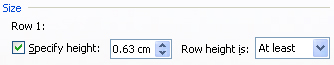 Size
Row 1:
Specify height: 0.63 cm Row height is: At least